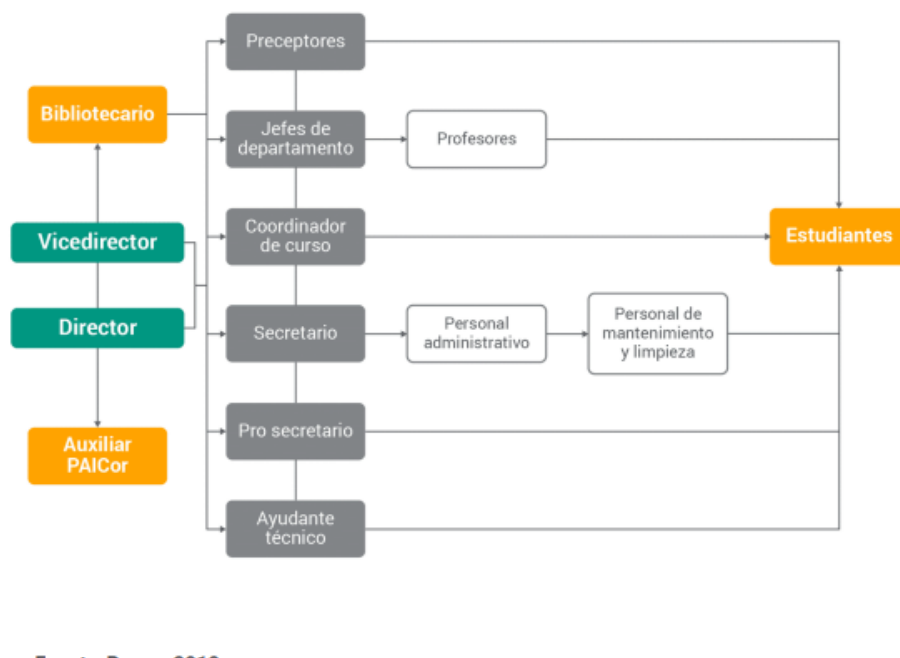 Preceptores
Bibliotecario
Jefes de
departamento
Profesores
Vicedirector
Coordinador
de curso
Estudiantes
Director
Secretario
Personal
administrativo
Personal de
mantenimiento
y limpieza
Auxiliar
PAICor
Pro secretario
Ayudante
técnico